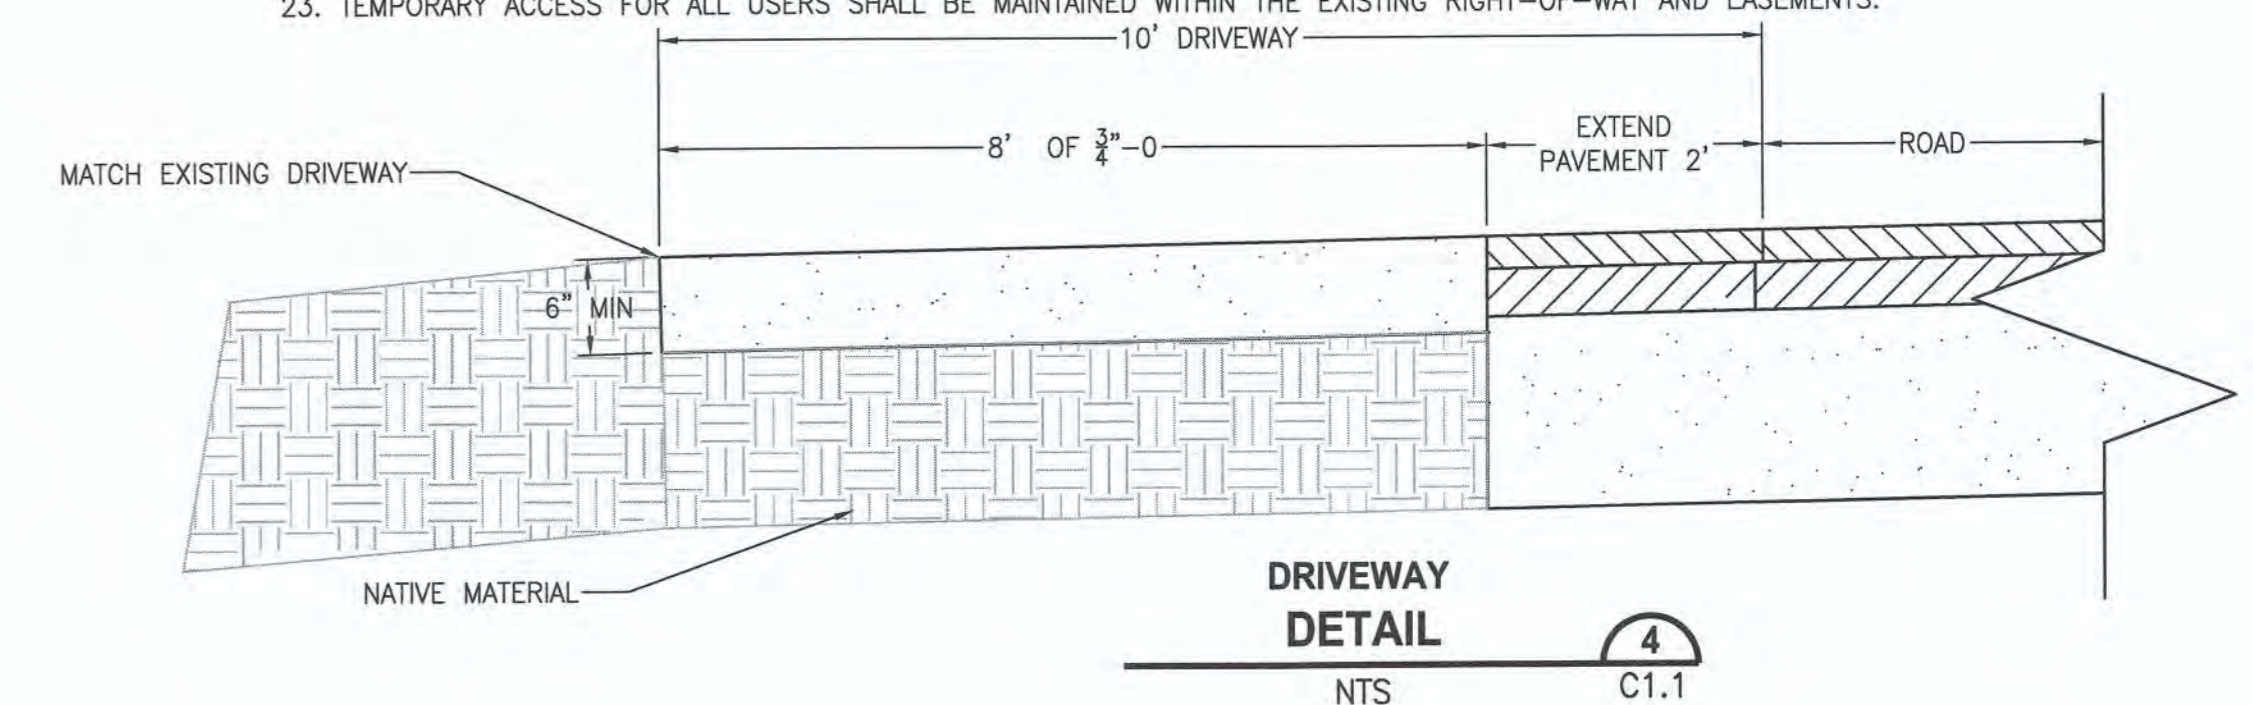 23. TEMPORARY ACCESS FOR ALL USERS SHALL BE MAINTAINED WITHIN THE EXISTING RIGHT-OF-WAY AND EASEMENTS.
10' DRIVEWAY
8' OF 3/4"-0
EXTEND
PAVEMENT 2'
ROAD
MATCH EXISTING DRIVEWAY
6" MIN
NATIVE MATERIAL
DRIVEWAY
DETAIL
4
NTS
C1.1